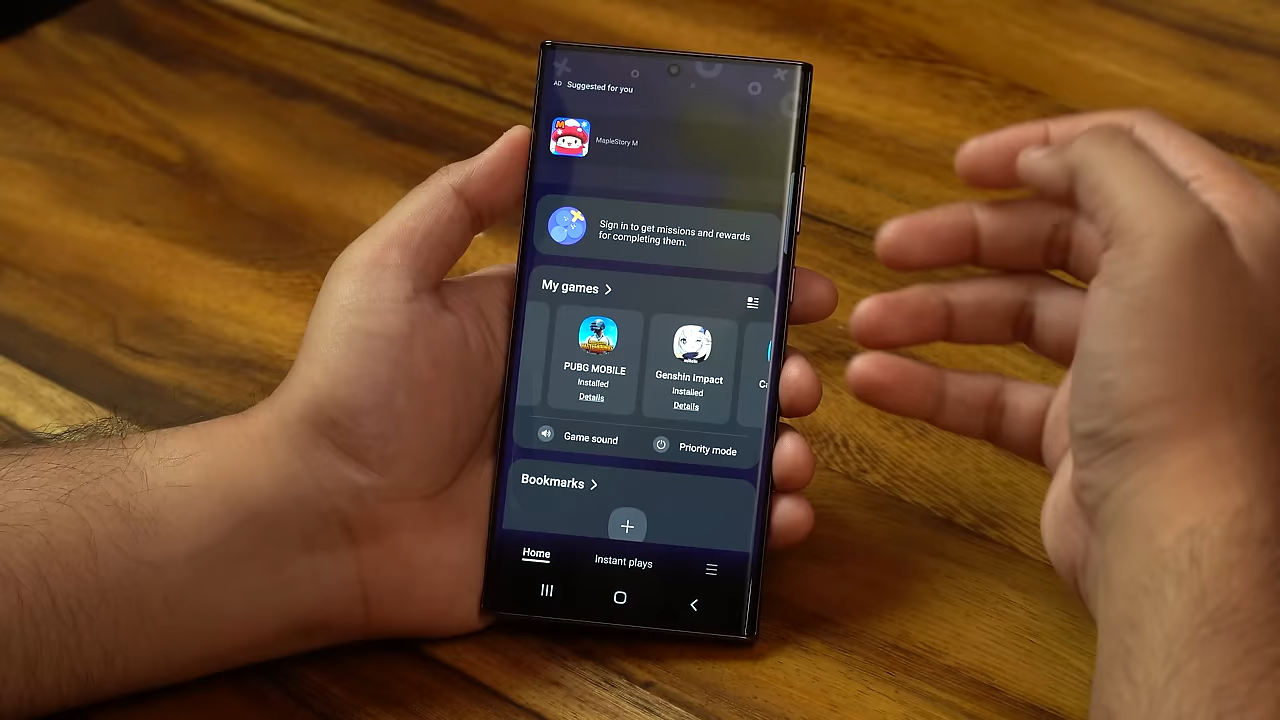 AD Suggested for you
MapleStory M
Sign in to get missions and rewards
for completing them.
My games
PUBG MOBILE
Installed
Details
Genshin Impact
Installed
Details
Game sound
Priority mode
Bookmarks
Home
Instant plays